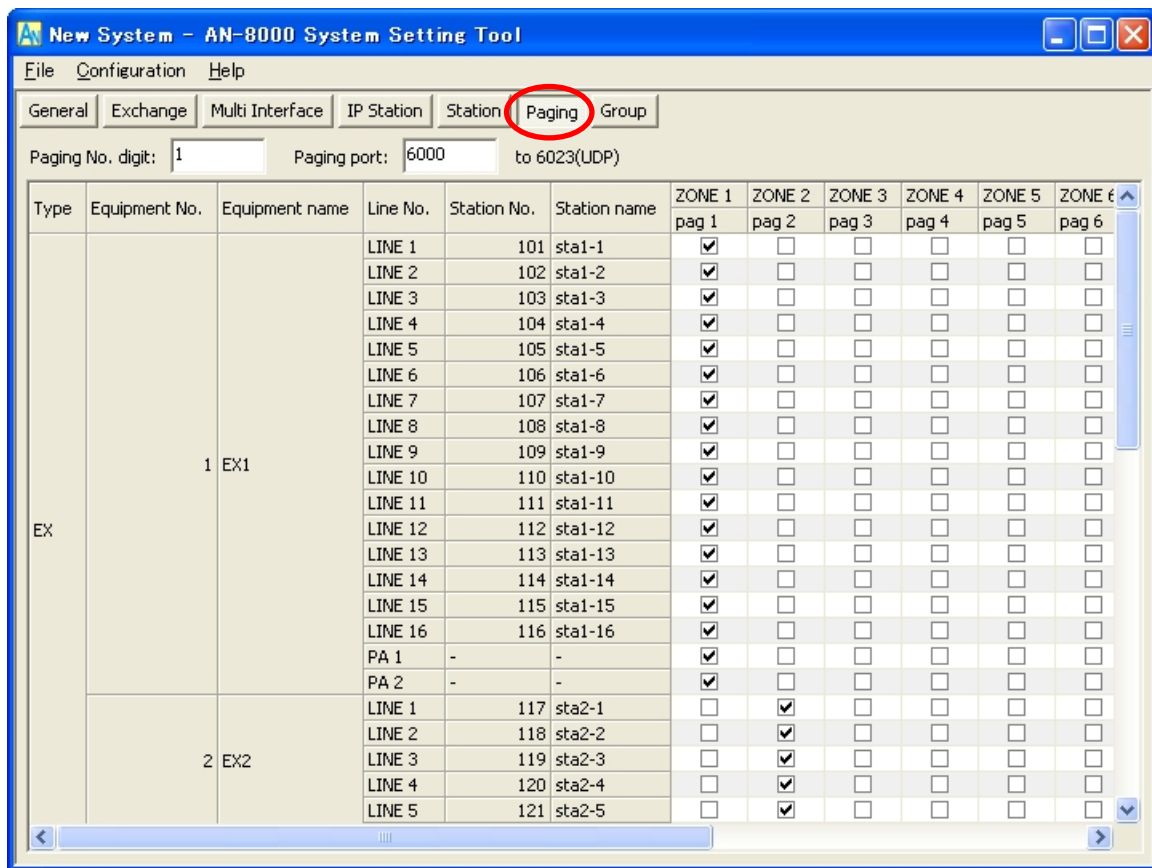 New System - AN-8000 System Setting Tool
File Configuration Help
General Exchange Multi Interface IP Station Station Paging Group
Paging No. digit: 1 Paging port: 6000 to 6023(UDP)
Type Equipment No. Equipment name Line No. Station No. Station name ZONE 1 ZONE 2 ZONE 3 ZONE 4 ZONE 5 ZONE 6
pag 1 pag 2 pag 3 pag 4 pag 5 pag 6
LINE 1 101 sta1-1
LINE 2 102 sta1-2
LINE 3 103 sta1-3
LINE 4 104 sta1-4
LINE 5 105 sta1-5
LINE 6 106 sta1-6
LINE 7 107 sta1-7
LINE 8 108 sta1-8
LINE 9 109 sta1-9
1 EX1
LINE 10 110 sta1-10
LINE 11 111 sta1-11
EX
LINE 12 112 sta1-12
LINE 13 113 sta1-13
LINE 14 114 sta1-14
LINE 15 115 sta1-15
LINE 16 116 sta1-16
PA 1 - -
PA 2 - -
LINE 1 117 sta2-1
LINE 2 118 sta2-2
2 EX2 LINE 3 119 sta2-3
LINE 4 120 sta2-4
LINE 5 121 sta2-5